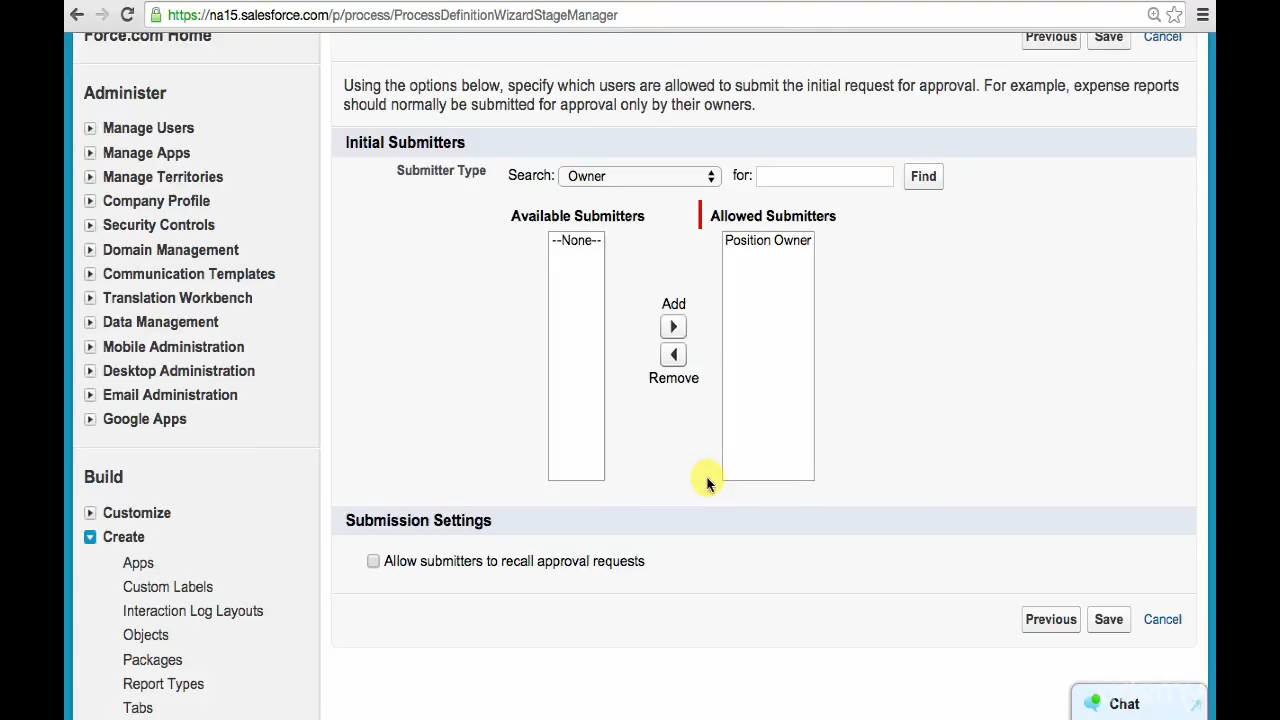 https://na15.salesforce.com/p/process/ProcessDefinitionWizardStageManager
Force.com Home
Previous Save Cancel
Using the options below, specify which users are allowed to submit the initial request for approval. For example, expense reports
should normally be submitted for approval only by their owners.
Administer
Manage Users
Manage Apps
Manage Territories
Company Profile
Security Controls
Domain Management
Communication Templates
Translation Workbench
Data Management
Mobile Administration
Desktop Administration
Email Administration
Google Apps
Build
Customize
Create
Apps
Custom Labels
Interaction Log Layouts
Objects
Packages
Report Types
Tabs
Initial Submitters
Submitter Type Search: Owner for: Find
Available Submitters Allowed Submitters
--None-- Position Owner
Add
Remove
Submission Settings
Allow submitters to recall approval requests
Previous Save Cancel
Chat